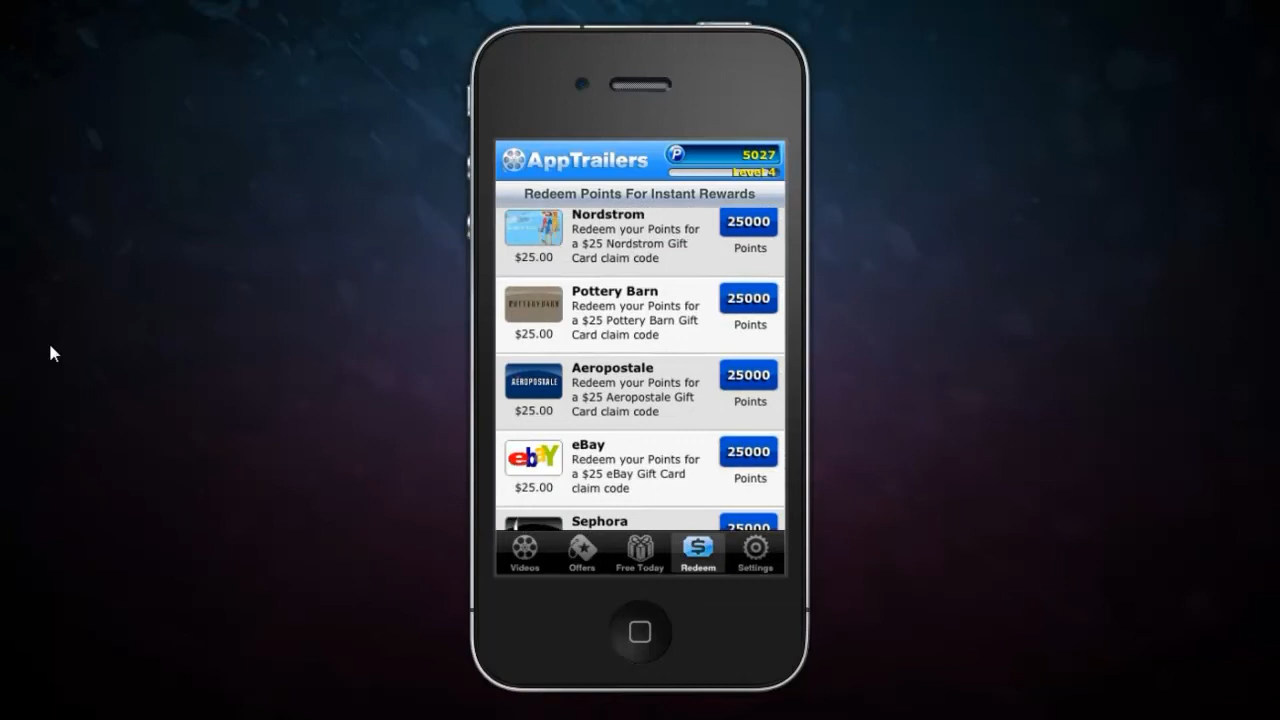 AppTrailers
5027
Level 4
Redeem Points For Instant Rewards
Nordstrom
Redeem your Points for
a $25 Nordstrom Gift
Card claim code
$25.00
25000
Points
POTTERY BARN
Pottery Barn
Redeem your Points for
a $25 Pottery Barn Gift
Card claim code
$25.00
25000
Points
AÉROPOSTALE
Aeropostale
Redeem your Points for
a $25 Aeropostale Gift
Card claim code
$25.00
25000
Points
ebaY
eBay
Redeem your Points for
a $25 eBay Gift Card
claim code
$25.00
25000
Points
Sephora
25000
Videos
Offers
Free Today
Redeem
Settings